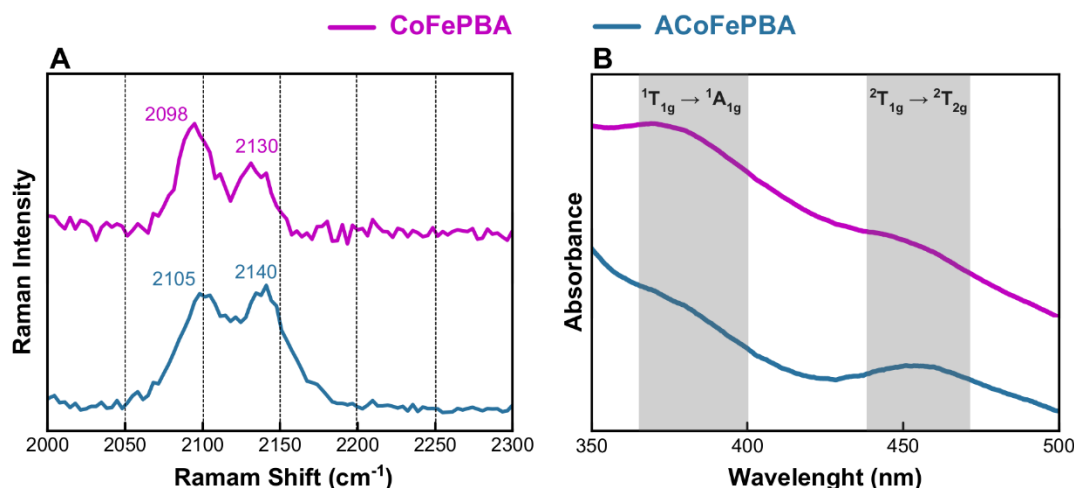 CoFePBA ACoFePBA
A
2098
2130
2105
2140
Raman Intensity
2000 2050 2100 2150 2200 2250 2300
Ramam Shift (cm⁻¹)
B
¹T₁g → ¹A₁g ²T₁g → ²T₂g
Absorbance
350 400 450 500
Wavelenght (nm)